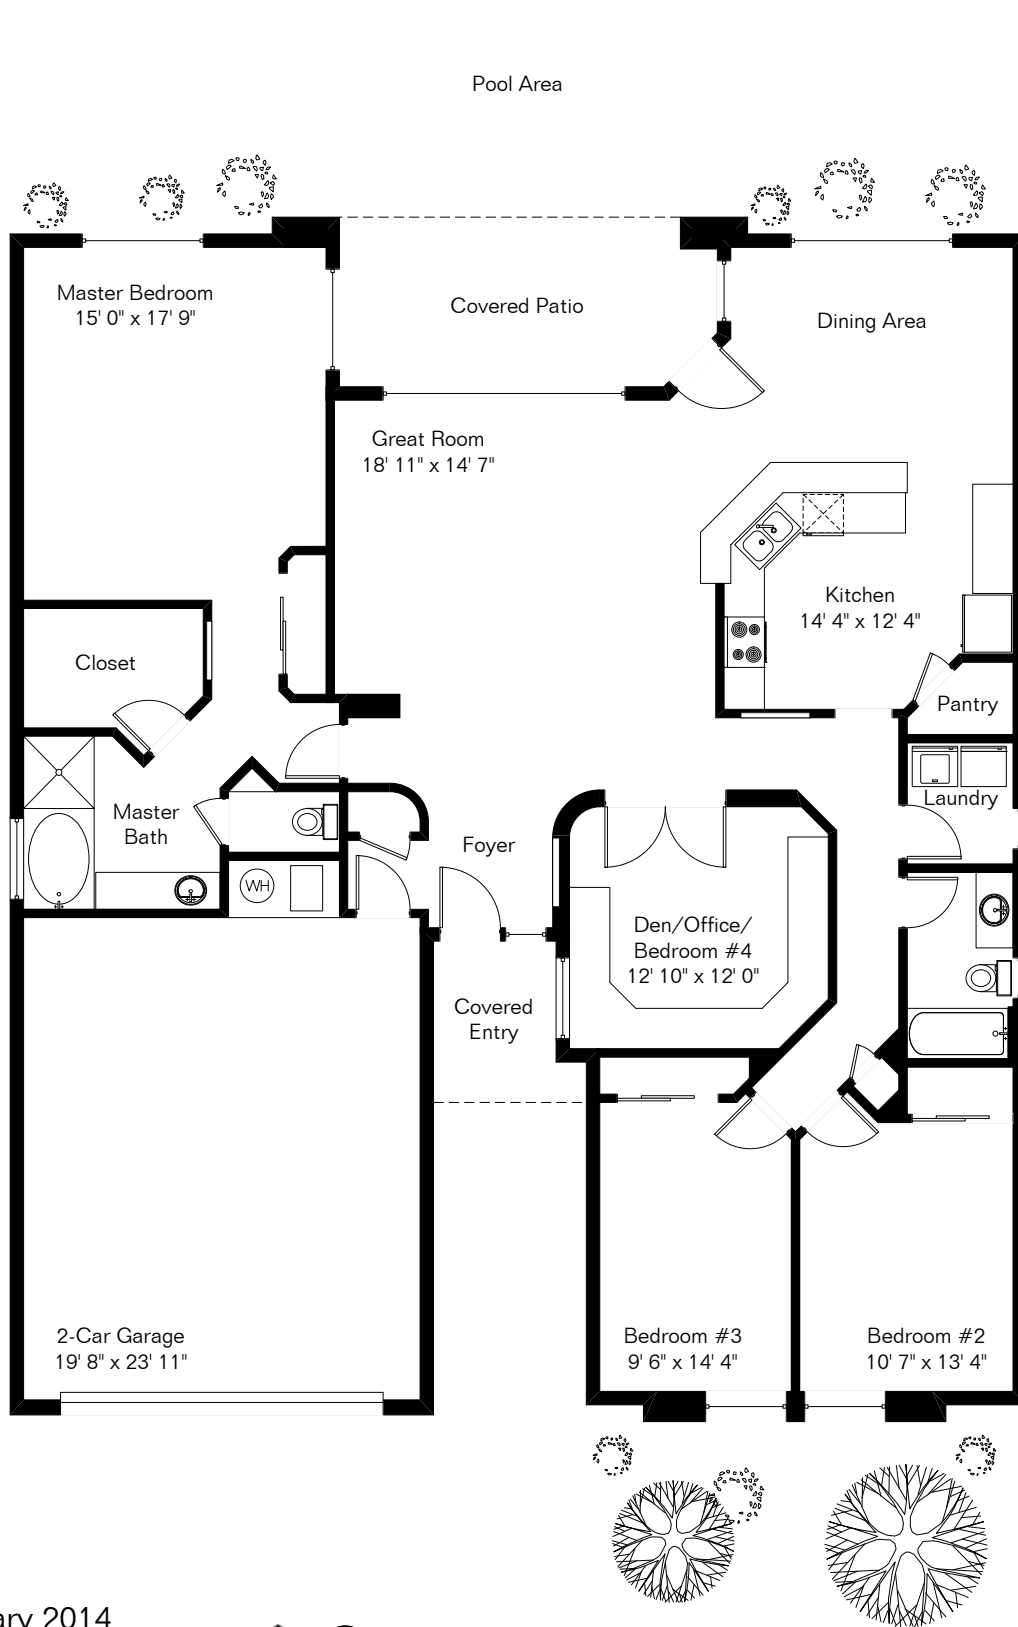 Pool Area
Master Bedroom
15' 0" x 17' 9"
Covered Patio
Dining Area
Great Room
18' 11" x 14' 7"
Kitchen
14' 4" x 12' 4"
Closet
Pantry
Laundry
Master
Bath
Foyer
WH
Den/Office/
Bedroom #4
12' 10" x 12' 0"
Covered
Entry
2-Car Garage
19' 8" x 23' 11"
Bedroom #3
9' 6" x 14' 4"
Bedroom #2
10' 7" x 13' 4"
ary 2014